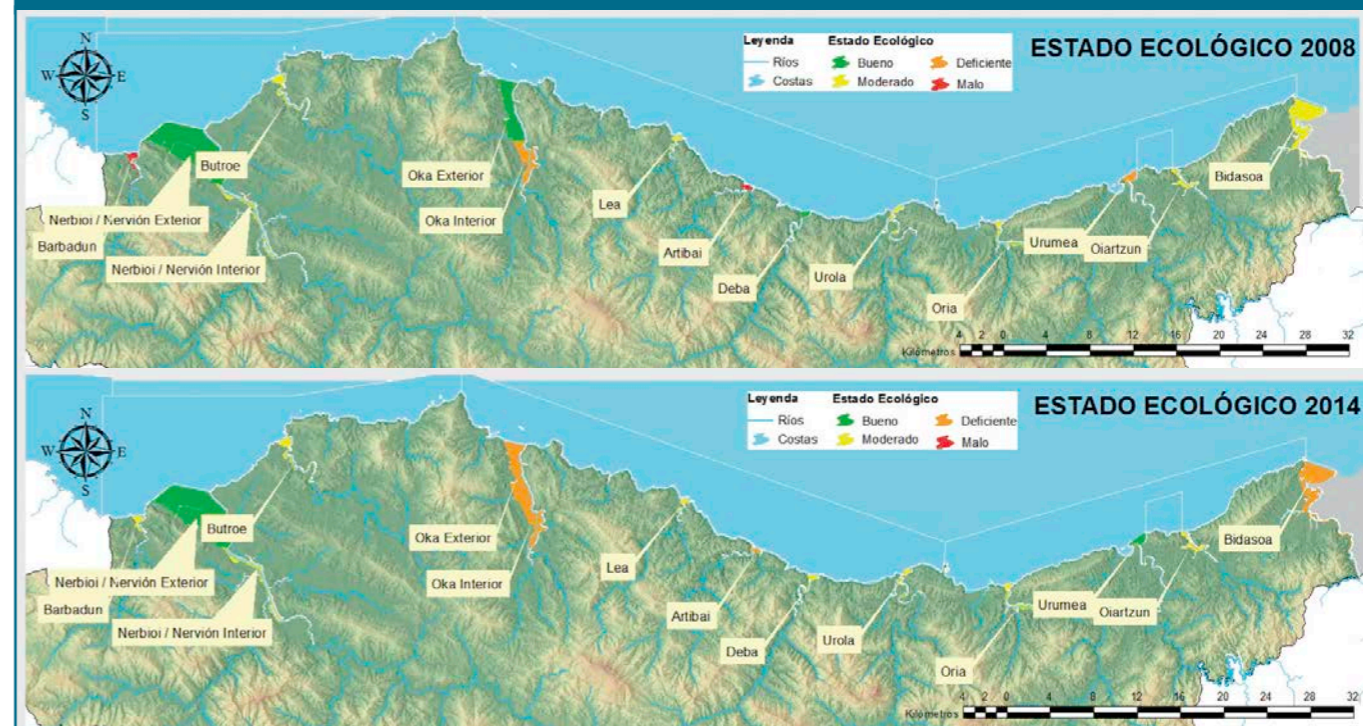 ESTADO ECOLÓGICO 2008
N
W E
S
Leyenda Estado Ecológico
Ríos Bueno Deficiente
Costas Moderado Malo
Butroe
Nerbioi / Nervión Exterior
Barbadun
Nerbioi / Nervión Interior
Oka Exterior
Oka Interior
Lea
Artibai
Deba
Urola
Oria
Urumea
Oiartzun
Bidasoa
4 2 0 4 8 12 16 20 24 28 32
Kilómetros
ESTADO ECOLÓGICO 2014
N
W E
S
Leyenda Estado Ecológico
Ríos Bueno Deficiente
Costas Moderado Malo
Butroe
Nerbioi / Nervión Exterior
Barbadun
Nerbioi / Nervión Interior
Oka Exterior
Oka Interior
Lea
Artibai
Deba
Urola
Oria
Urumea
Oiartzun
Bidasoa
4 2 0 4 8 12 16 20 24 28 32
Kilómetros